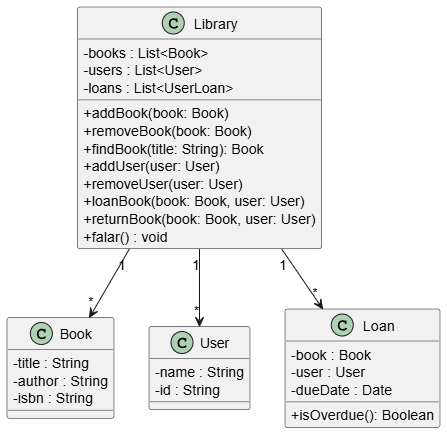 C Library
-books : List<Book>
-users : List<User>
-loans : List<UserLoan>
+addBook(book: Book)
+removeBook(book: Book)
+findBook(title: String): Book
+addUser(user: User)
+removeUser(user: User)
+loanBook(book: Book, user: User)
+returnBook(book: Book, user: User)
+falar() : void
1 1 1
* * *
C Book
-title : String
-author : String
-isbn : String
C User
-name : String
-id : String
C Loan
-book : Book
-user : User
-dueDate : Date
+isOverdue(): Boolean